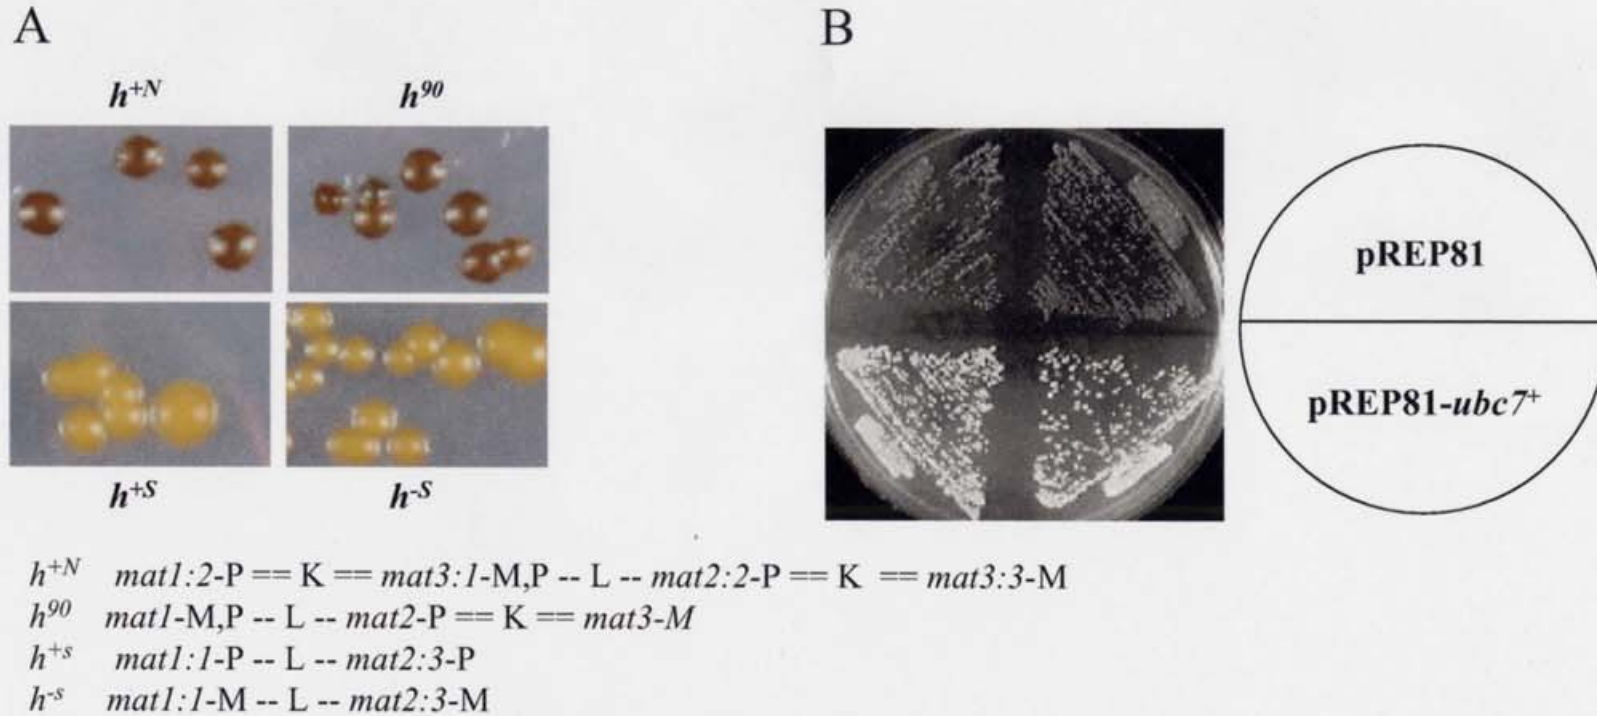 A
B
h+N
h90
h+S
h-S
pREP81
pREP81-ubc7+
h+N mat1:2-P == K == mat3:1-M,P -- L -- mat2:2-P == K == mat3:3-M
h90 mat1-M,P -- L -- mat2-P == K == mat3-M
h+s mat1:1-P -- L -- mat2:3-P
h-s mat1:1-M -- L -- mat2:3-M